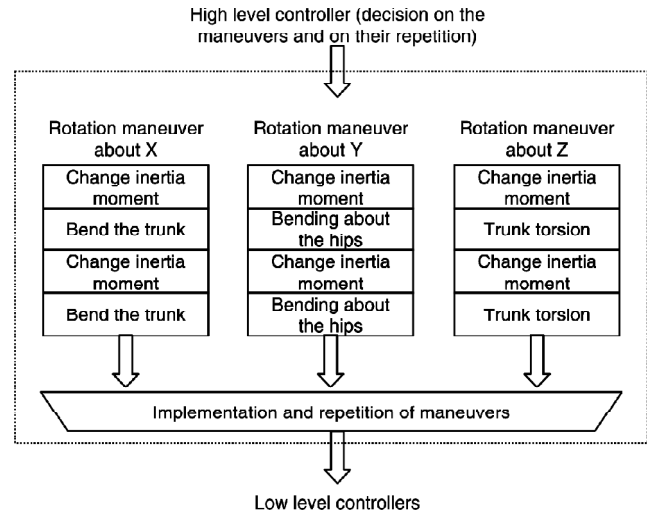 High level controller (decision on the
maneuvers and on their repetition)
Rotation maneuver
about X
Change inertia
moment
Bend the trunk
Change inertia
moment
Bend the trunk
Rotation maneuver
about Y
Change inertia
moment
Bending about
the hips
Change inertia
moment
Bending about
the hips
Rotation maneuver
about Z
Change inertia
moment
Trunk torsion
Change inertia
moment
Trunk torsion
Implementation and repetition of maneuvers
Low level controllers